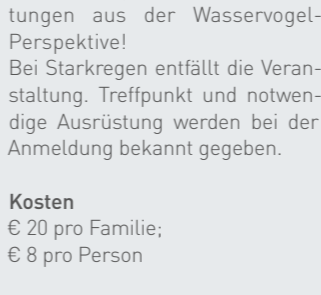 tungen aus der Wasservogel-
Perspektive!
Bei Starkregen entfällt die Veran-
staltung. Treffpunkt und notwen-
dige Ausrüstung werden bei der
Anmeldung bekannt gegeben.
Kosten
€ 20 pro Familie;
€ 8 pro Person